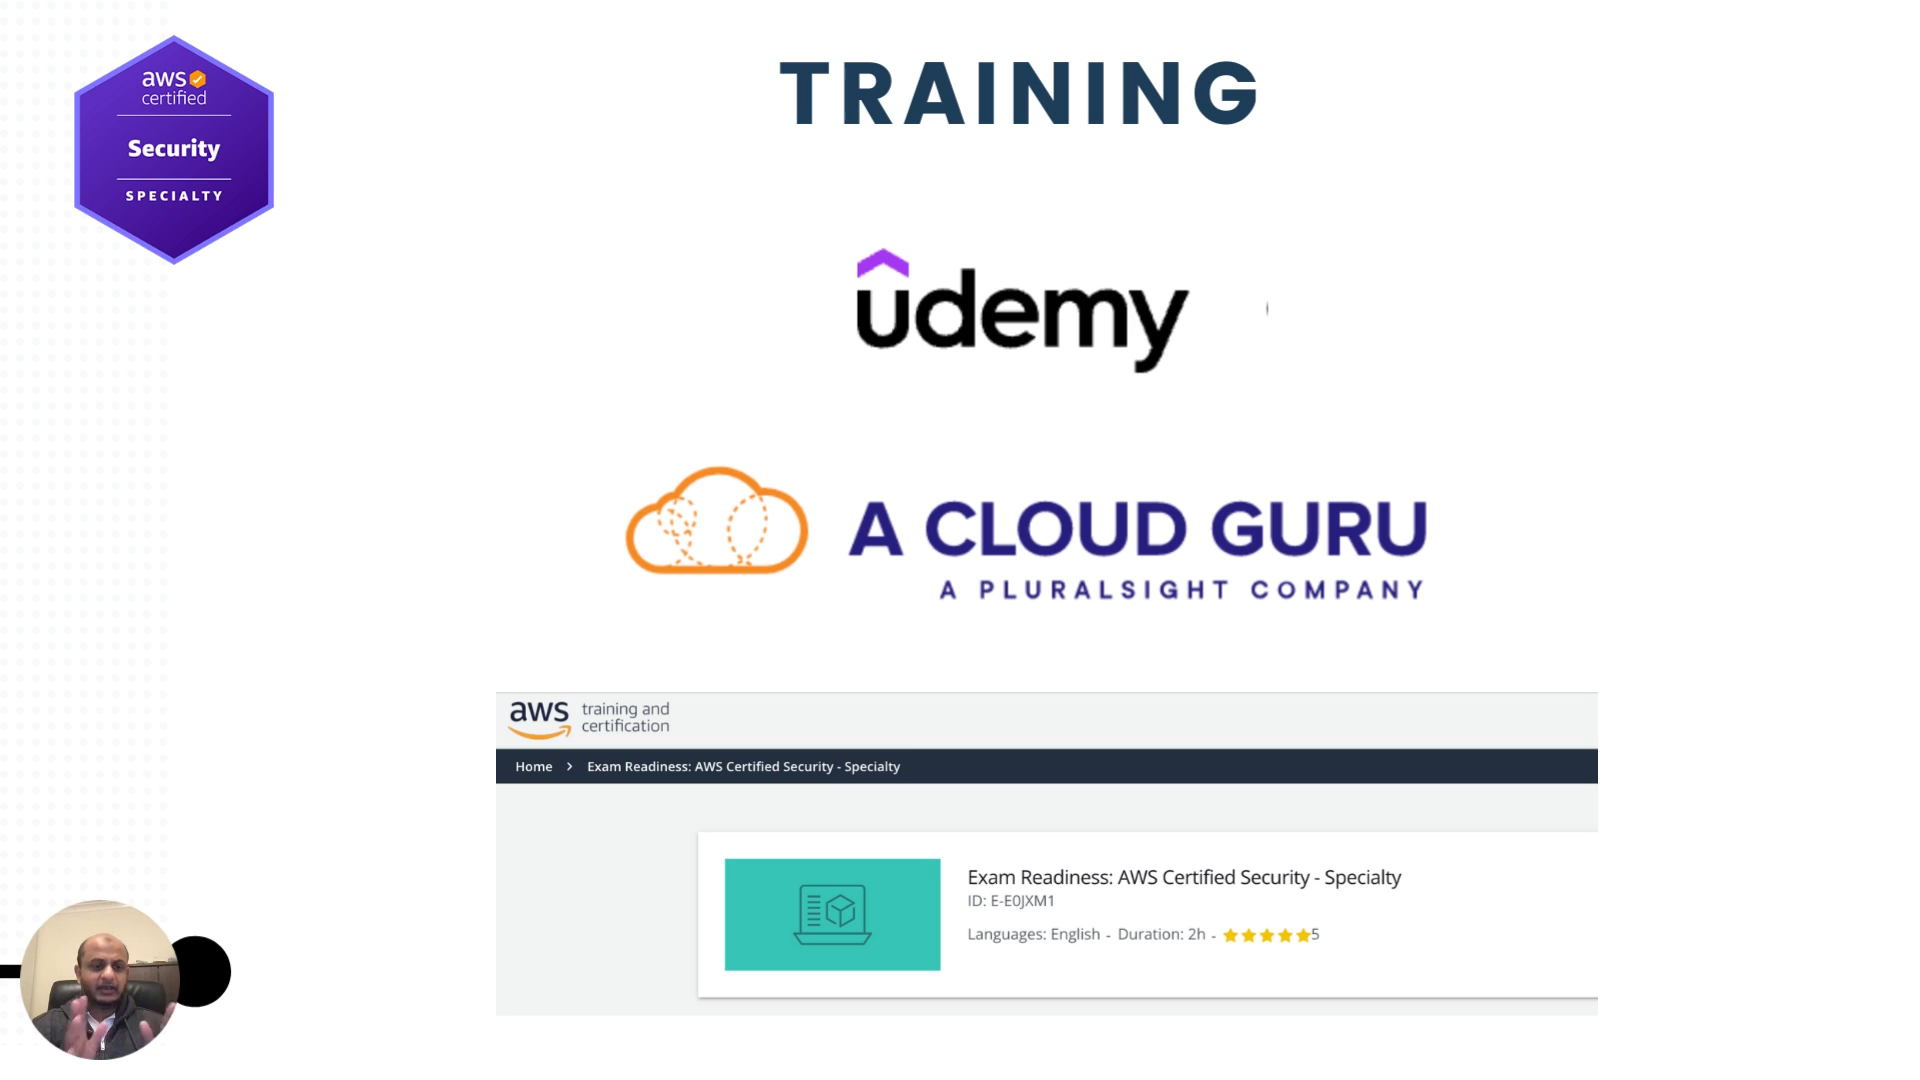 aws
certified
Security
SPECIALTY
TRAINING
udemy
A CLOUD GURU
A PLURALSIGHT COMPANY
aws training and
certification
Home > Exam Readiness: AWS Certified Security - Specialty
Exam Readiness: AWS Certified Security - Specialty
ID: E-E0JXM1
Languages: English - Duration: 2h - ★★★★★5